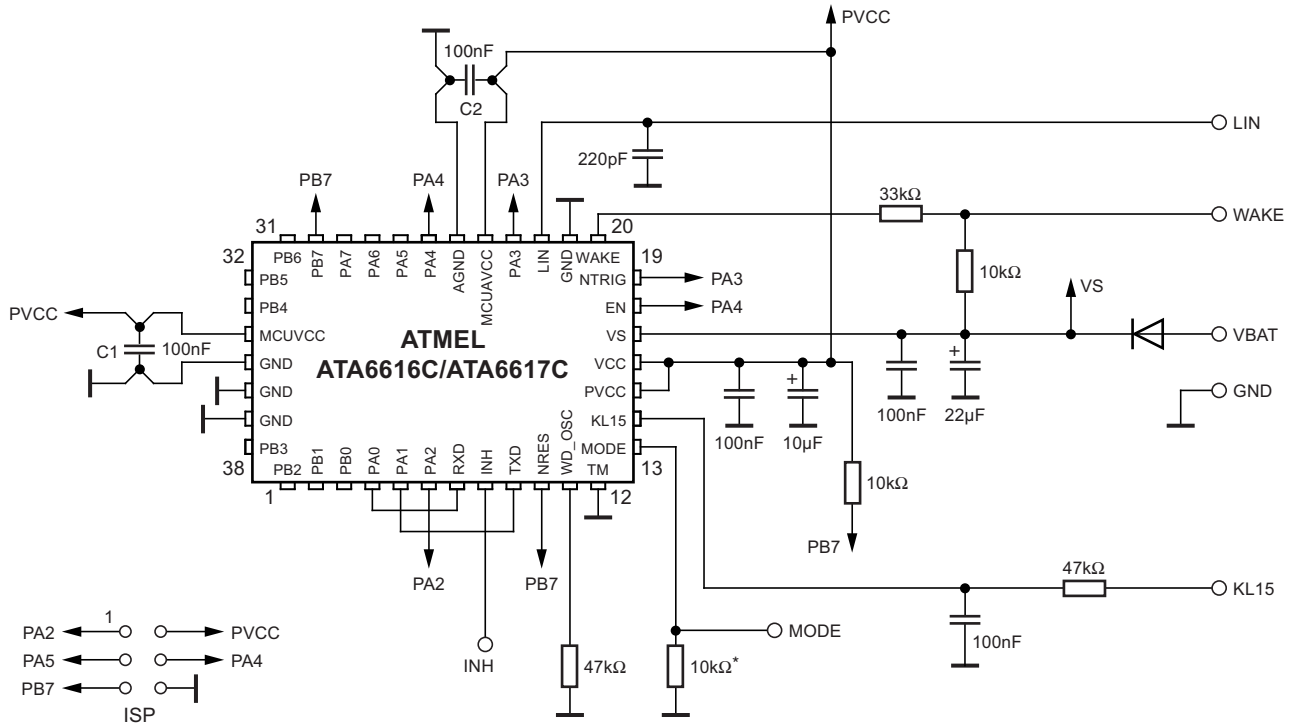 PVCC
100nF
C2
LIN
220pF
PB7
PA4
PA3
33kΩ
WAKE
31
20
PB6
PB7
PA7
PA6
PA5
PA4
AGND
MCUAVCC
PA3
LIN
GND
WAKE
32
19
PB5
NTRIG
PA3
10kΩ
PB4
EN
PA4
VS
PVCC
MCUVCC
VS
VBAT
C1
100nF
ATMEL
ATA6616C/ATA6617C
GND
VCC
+
+
GND
PVCC
GND
100nF
22µF
GND
KL15
100nF
10µF
PB3
MODE
38
13
PB2
PB1
PB0
PA0
PA1
PA2
RXD
INH
TXD
NRES
WD_OSC
TM
1
12
10kΩ
PB7
PA2
PB7
47kΩ
KL15
1
PA2
PVCC
MODE
100nF
PA5
PA4
INH
47kΩ
10kΩ*
PB7
ISP